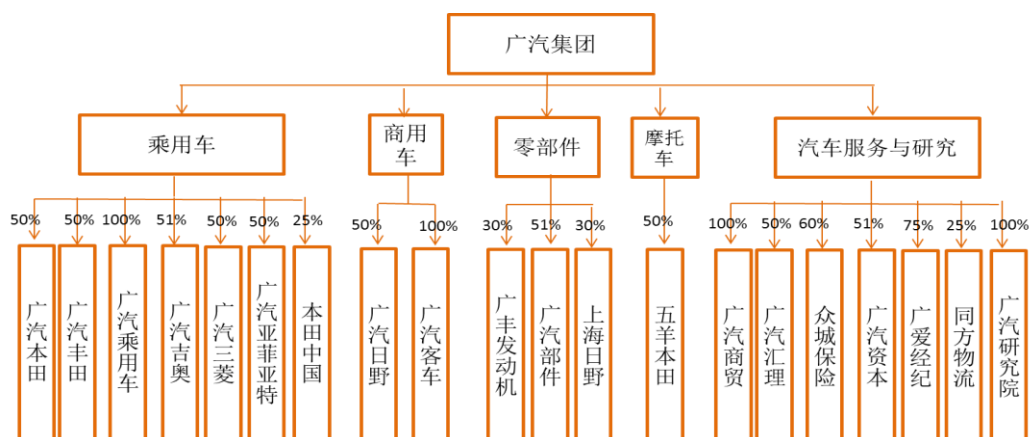 广汽集团
乘用车
商用
车
零部件
摩托
车
汽车服务与研究
50%
50%
100%
51%
50%
50%
25%
50%
100%
30%
51%
30%
50%
100%
50%
60%
51%
75%
25%
100%
广汽本田
广汽丰田
广汽乘用车
广汽吉奥
广汽三菱
广汽亚菲亚特
本田中国
广汽日野
广汽客车
广丰发动机
广汽部件
上海日野
五羊本田
广汽商贸
广汽汇理
众城保险
广汽资本
广爱经纪
同方物流
广汽研究院